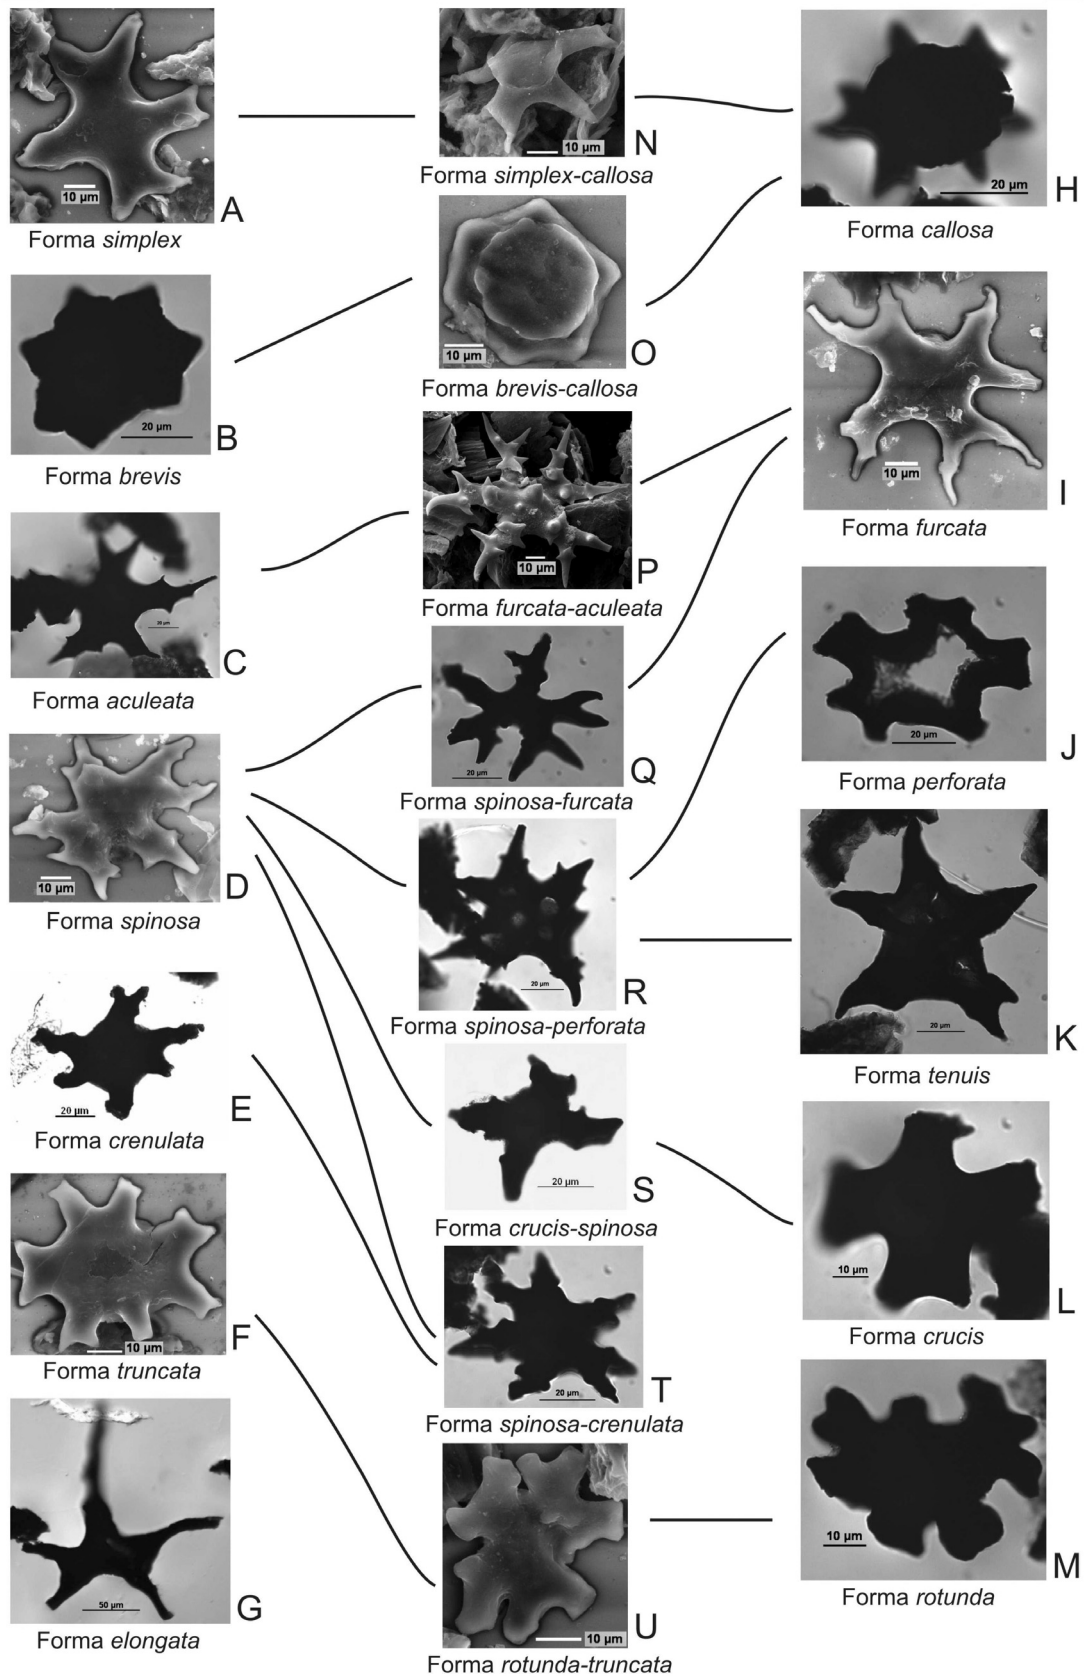 10 µm
A
Forma simplex
20 µm
B
Forma brevis
20 µm
C
Forma aculeata
10 µm
D
Forma spinosa
20 µm
E
Forma crenulata
10 µm
F
Forma truncata
50 µm
G
Forma elongata
10 µm
N
Forma simplex-callosa
10 µm
O
Forma brevis-callosa
10 µm
P
Forma furcata-aculeata
20 µm
Q
Forma spinosa-furcata
20 µm
R
Forma spinosa-perforata
20 µm
S
Forma crucis-spinosa
20 µm
T
Forma spinosa-crenulata
10 µm
U
Forma rotunda-truncata
20 µm
H
Forma callosa
10 µm
I
Forma furcata
20 µm
J
Forma perforata
20 µm
K
Forma tenuis
10 µm
L
Forma crucis
10 µm
M
Forma rotunda